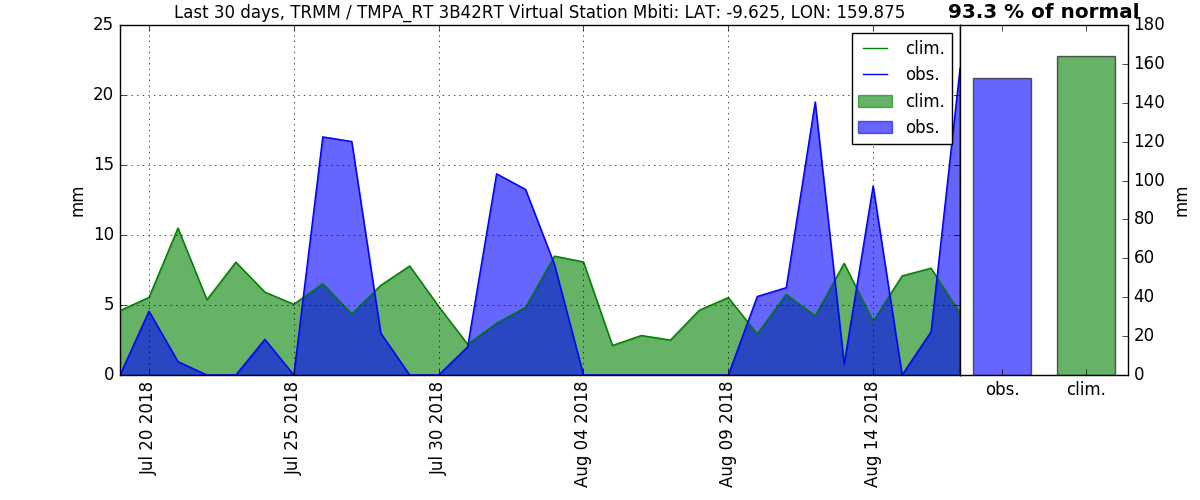 Last 30 days, TRMM / TMPA_RT 3B42RT Virtual Station Mbiti: LAT: -9.625, LON: 159.875
93.3 % of normal
25
20
15
10
5
0
mm
clim.
obs.
clim.
obs.
180
160
140
120
100
80
60
40
20
0
mm
Jul 20 2018
Jul 25 2018
Jul 30 2018
Aug 04 2018
Aug 09 2018
Aug 14 2018
obs.
clim.